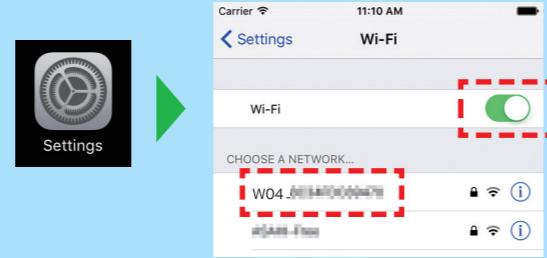 Settings
Carrier 11:10 AM
Settings Wi-Fi
Wi-Fi
CHOOSE A NETWORK...
W04